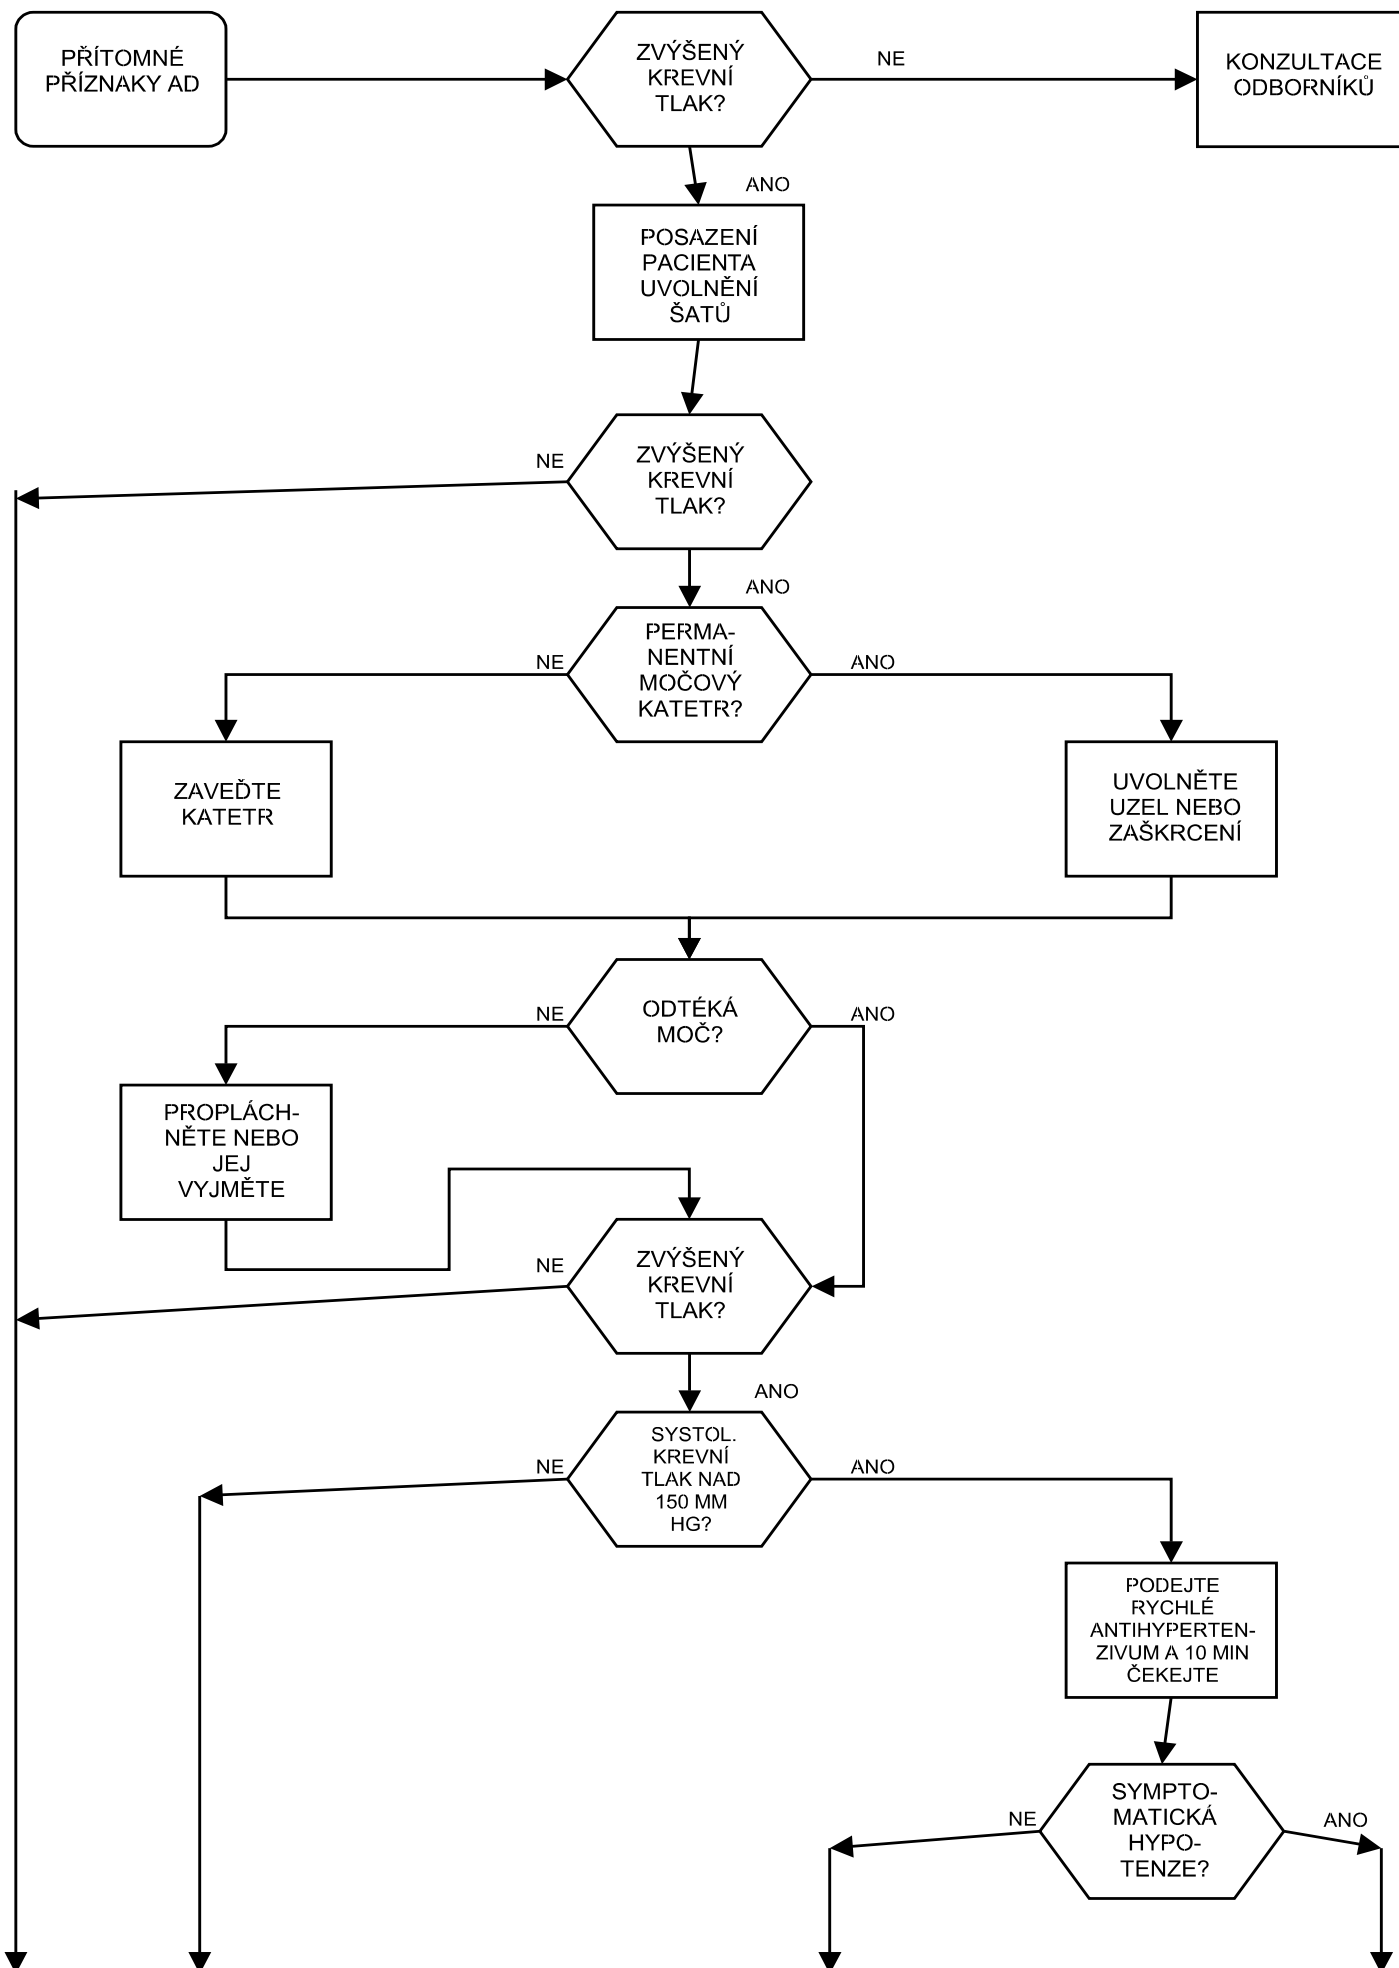 PŘÍTOMNÉ
PŘÍZNAKY AD
ZVÝŠENÝ
KREVNÍ
TLAK?
NE
KONZULTACE
ODBORNÍKŮ
ANO
POSAZENÍ
PACIENTA
UVOLNĚNÍ
ŠATŮ
NE
ZVÝŠENÝ
KREVNÍ
TLAK?
ANO
NE
PERMA-
NENTNÍ
MOČOVÝ
KATETR?
ANO
ZAVEĎTE
KATETR
UVOLNĚTE
UZEL NEBO
ZAŠKRCENÍ
NE
ODTÉKÁ
MOČ?
ANO
PROPLÁCH-
NĚTE NEBO
JEJ
VYJMĚTE
NE
ZVÝŠENÝ
KREVNÍ
TLAK?
ANO
NE
SYSTOL.
KREVNÍ
TLAK NAD
150 MM
HG?
ANO
PODEJTE
RYCHLÉ
ANTIHYPERTEN-
ZIVUM A 10 MIN
ČEKEJTE
NE
SYMPTO-
MATICKÁ
HYPO-
TENZE?
ANO